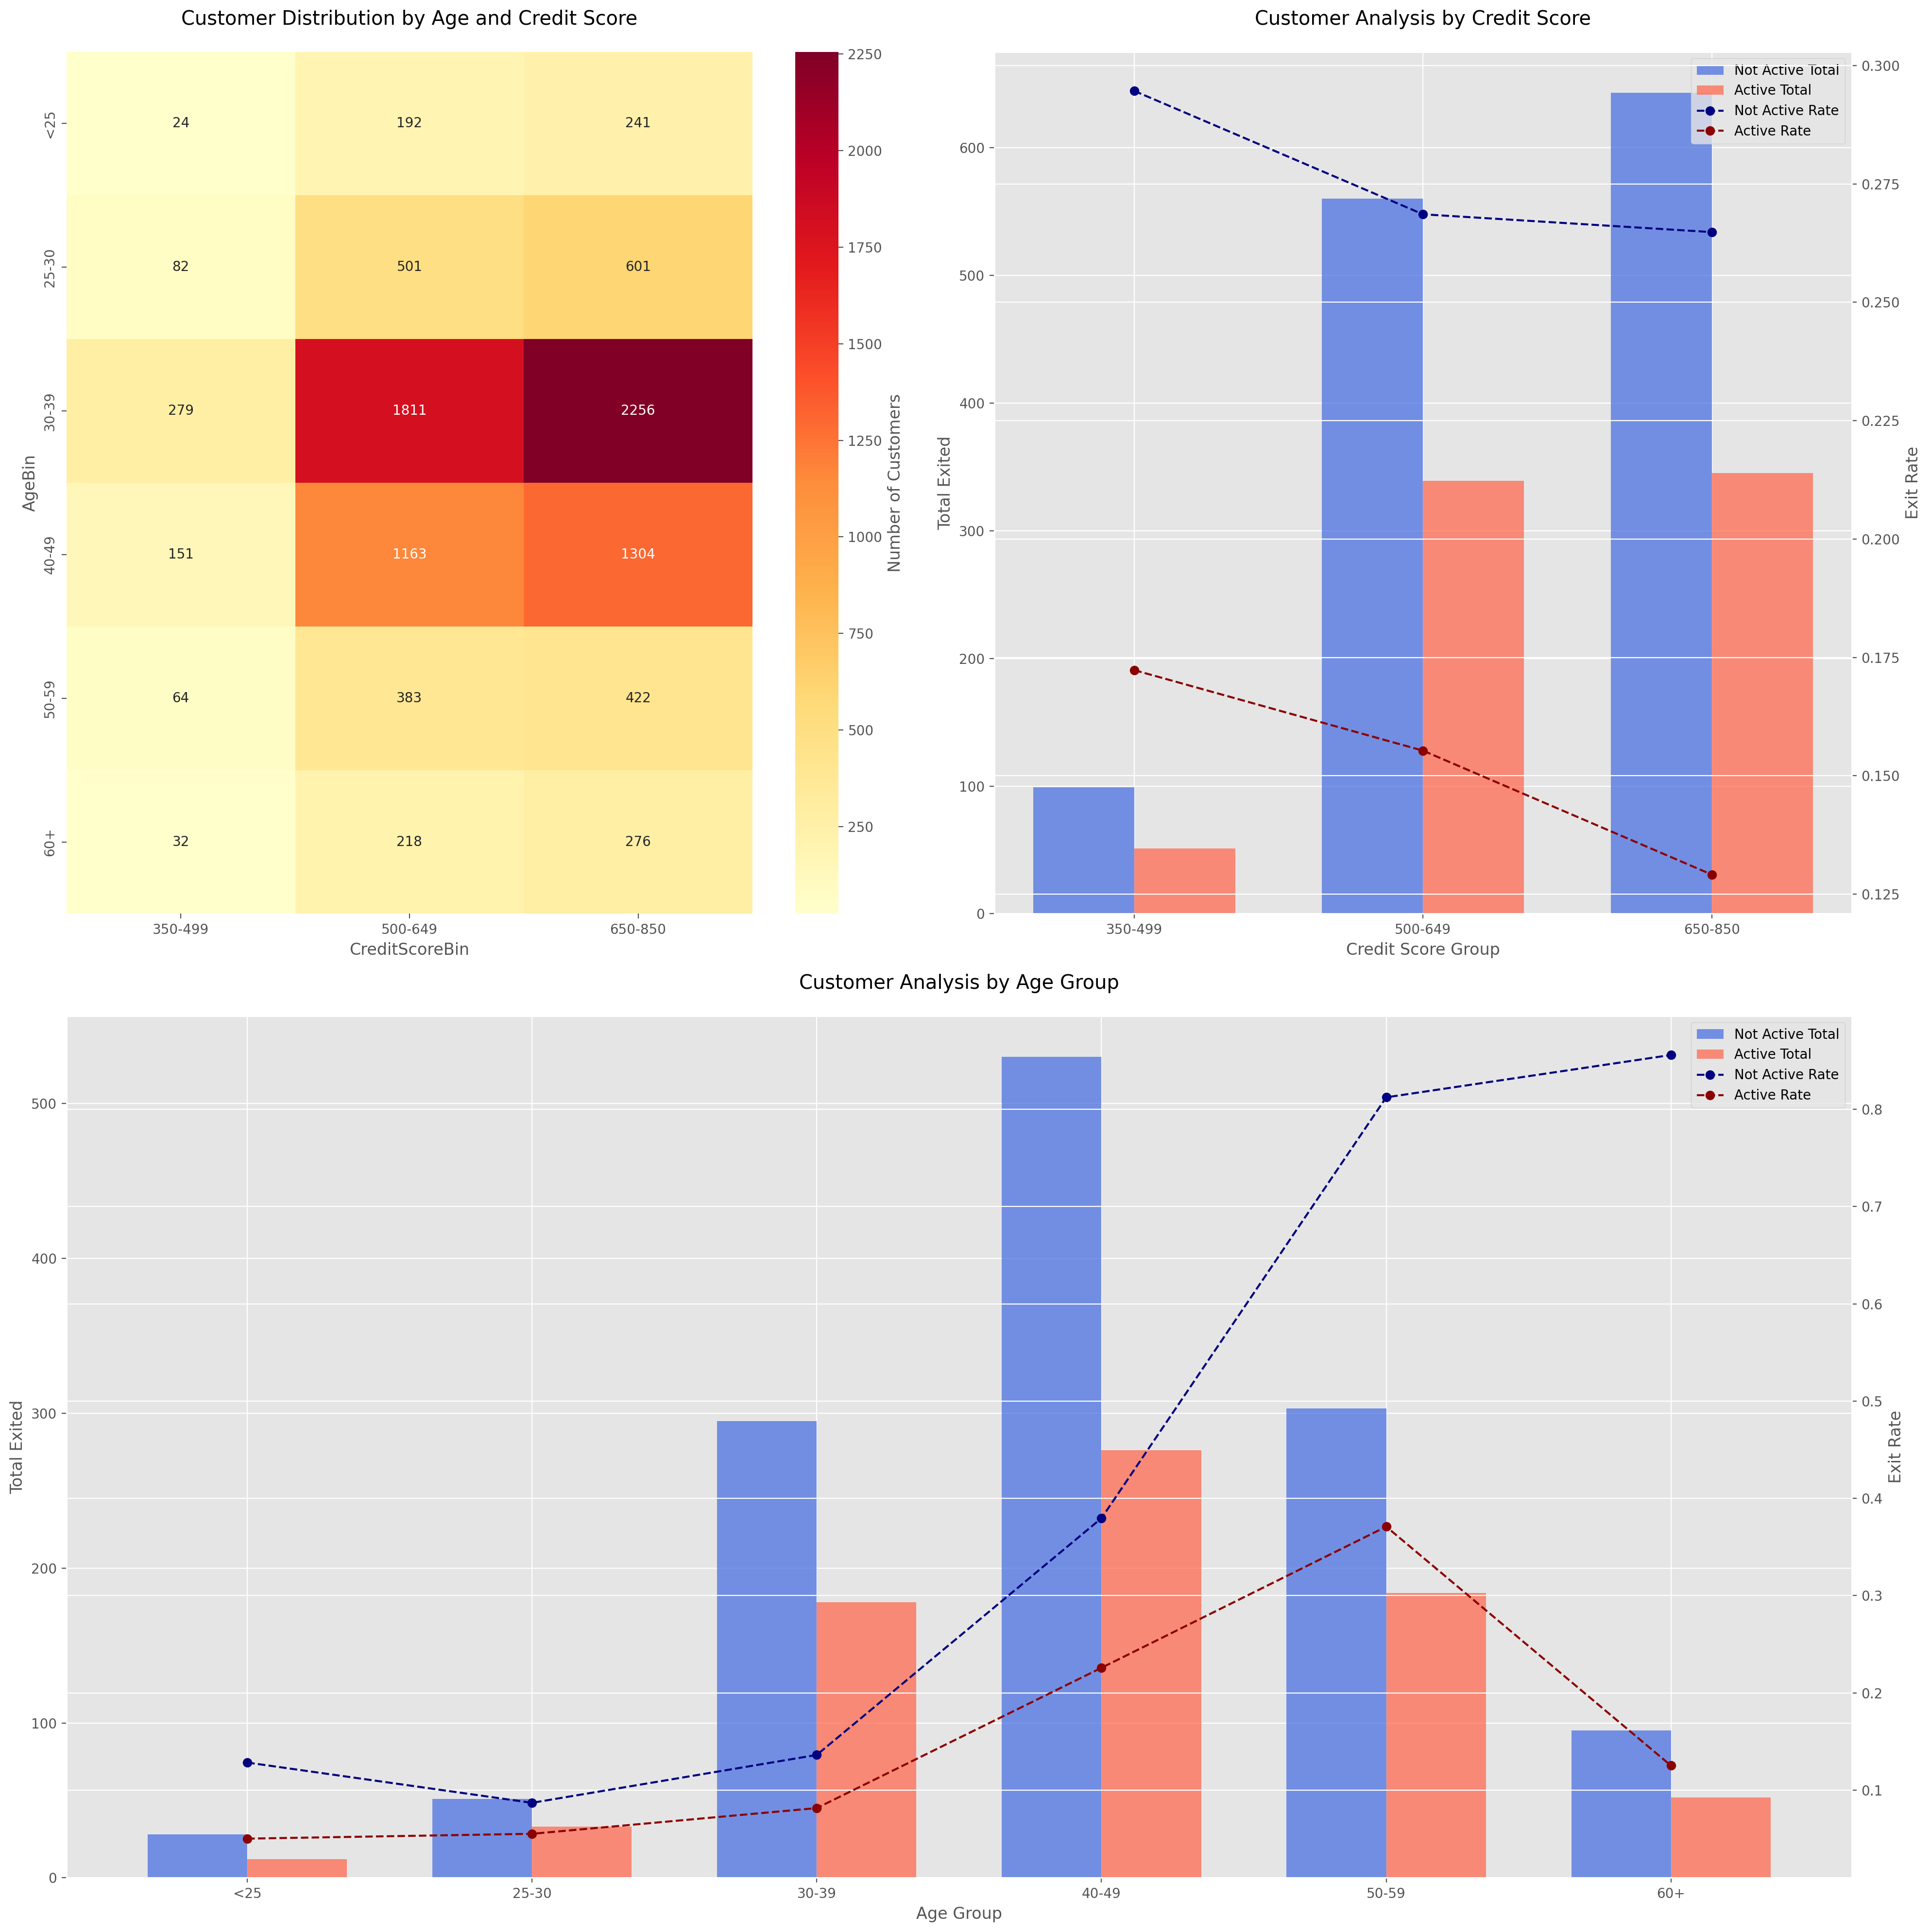 Customer Distribution by Age and Credit Score
AgeBin
<25
24 192 241
25-30
82 501 601
30-39
279 1811 2256
40-49
151 1163 1304
50-59
64 383 422
60+
32 218 276
350-499 500-649 650-850
CreditScoreBin
2250
2000
1750
1500
1250
1000
750
500
250
Number of Customers
Customer Analysis by Credit Score
Not Active Total
Active Total
Not Active Rate
Active Rate
Total Exited
600
500
400
300
200
100
0
350-499 500-649 650-850
Credit Score Group
0.300
0.275
0.250
0.225
0.200
0.175
0.150
0.125
Exit Rate
Customer Analysis by Age Group
Not Active Total
Active Total
Not Active Rate
Active Rate
Total Exited
500
400
300
200
100
0
<25 25-30 30-39 40-49 50-59 60+
Age Group
0.8
0.7
0.6
0.5
0.4
0.3
0.2
0.1
Exit Rate